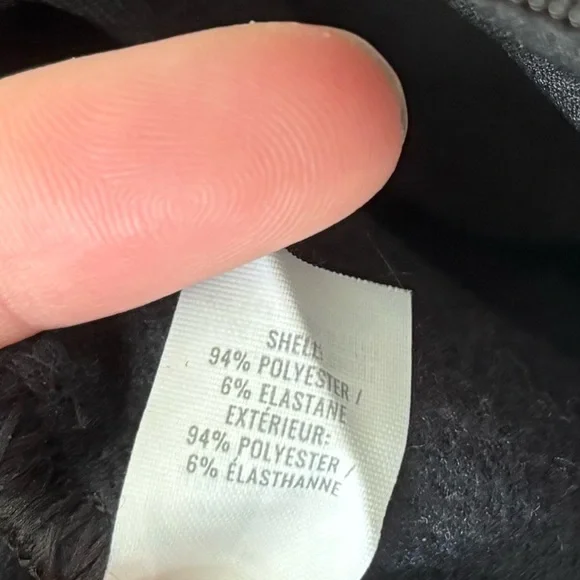 SHELL:
94% POLYESTER /
6% ELASTANE
EXTÉRIEUR:
94% POLYESTER /
6% ÉLASTHANNE